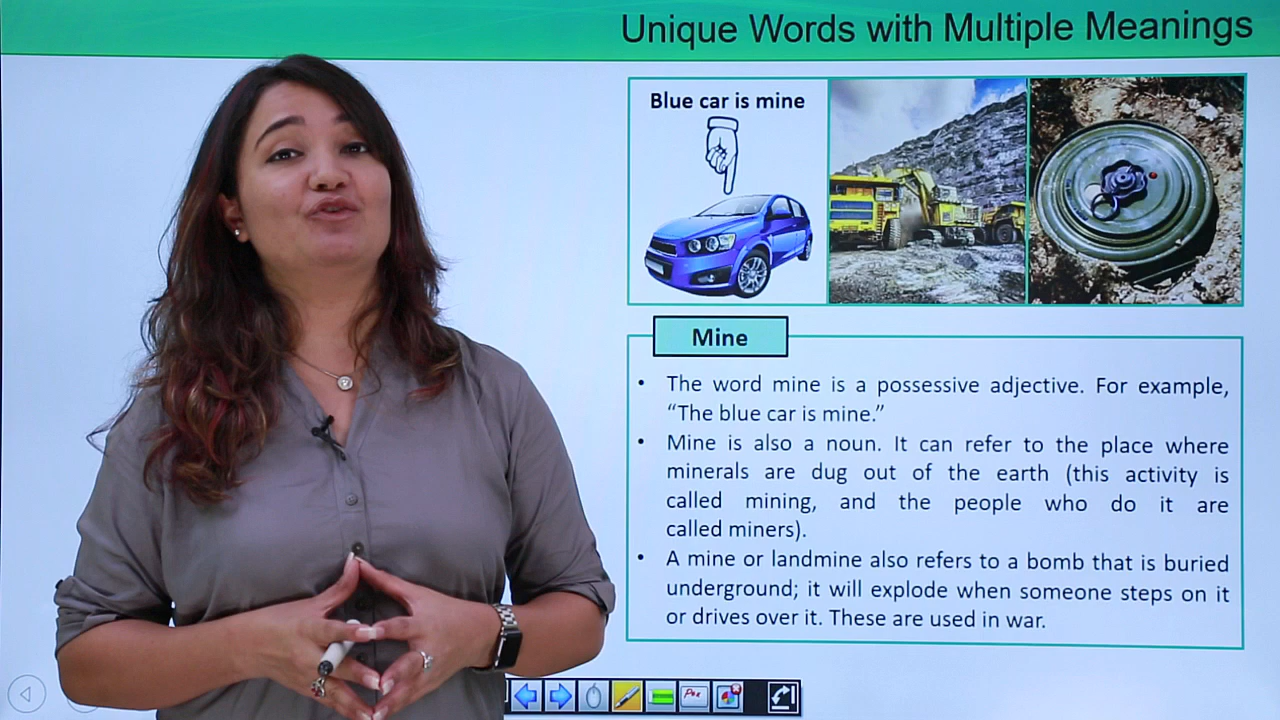 Unique Words with Multiple Meanings
Blue car is mine
Mine
• The word mine is a possessive adjective. For example,
“The blue car is mine.”
• Mine is also a noun. It can refer to the place where
minerals are dug out of the earth (this activity is
called mining, and the people who do it are
called miners).
• A mine or landmine also refers to a bomb that is buried
underground; it will explode when someone steps on it
or drives over it. These are used in war.